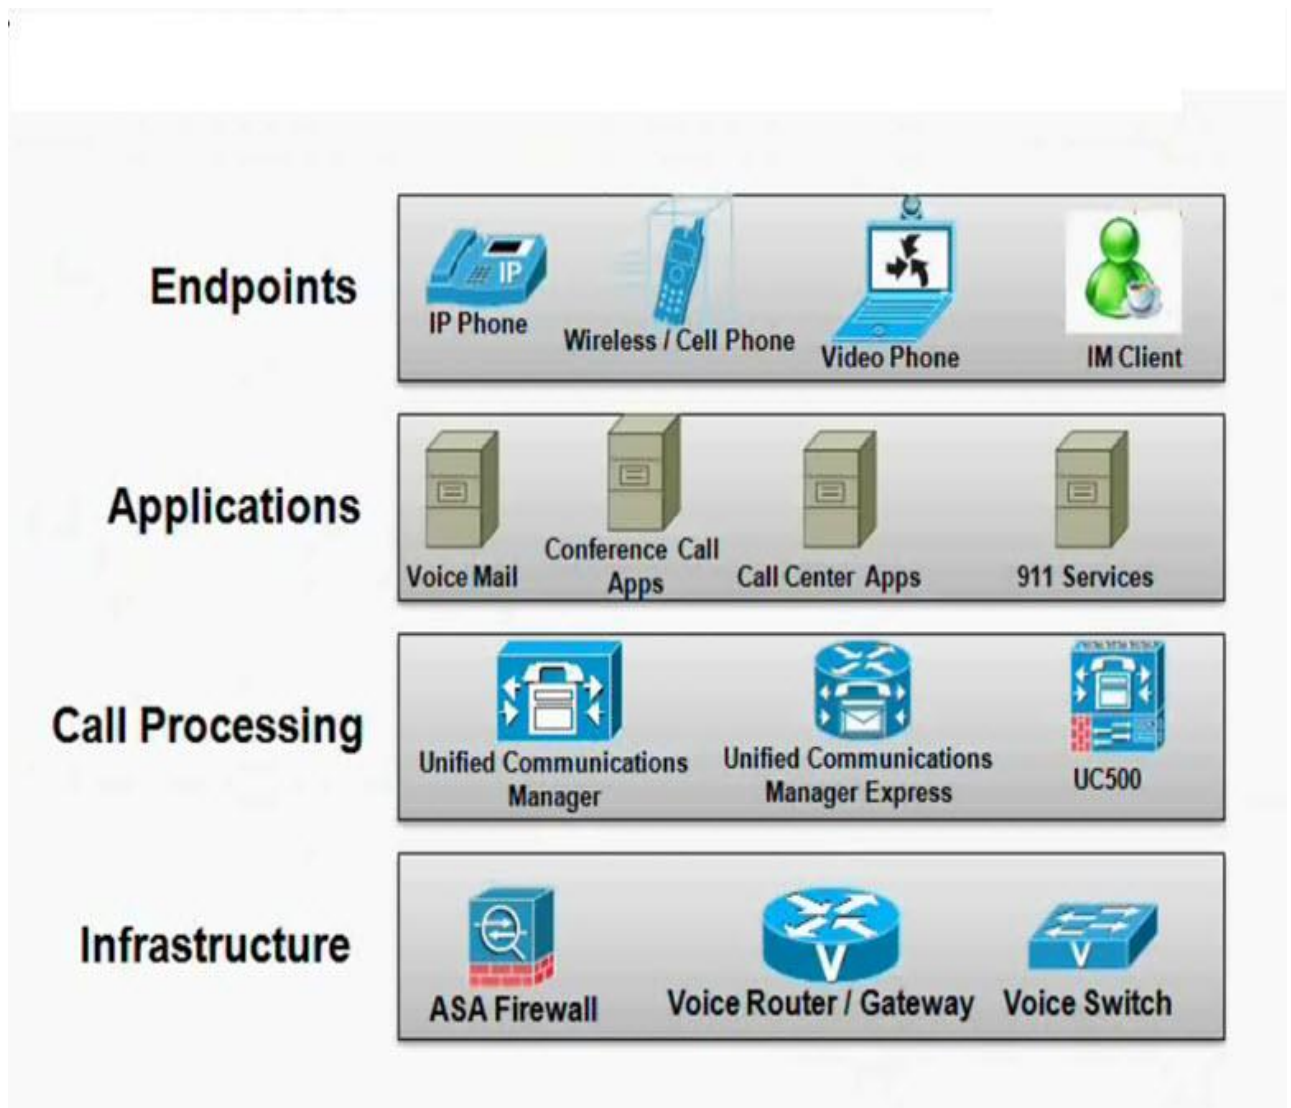 Endpoints
IP
IP Phone
Wireless / Cell Phone
Video Phone
IM Client
Applications
Voice Mail
Conference Call
Apps
Call Center Apps
911 Services
Call Processing
Unified Communications
Manager
Unified Communications
Manager Express
UC500
Infrastructure
V
V
ASA Firewall
Voice Router / Gateway
Voice Switch